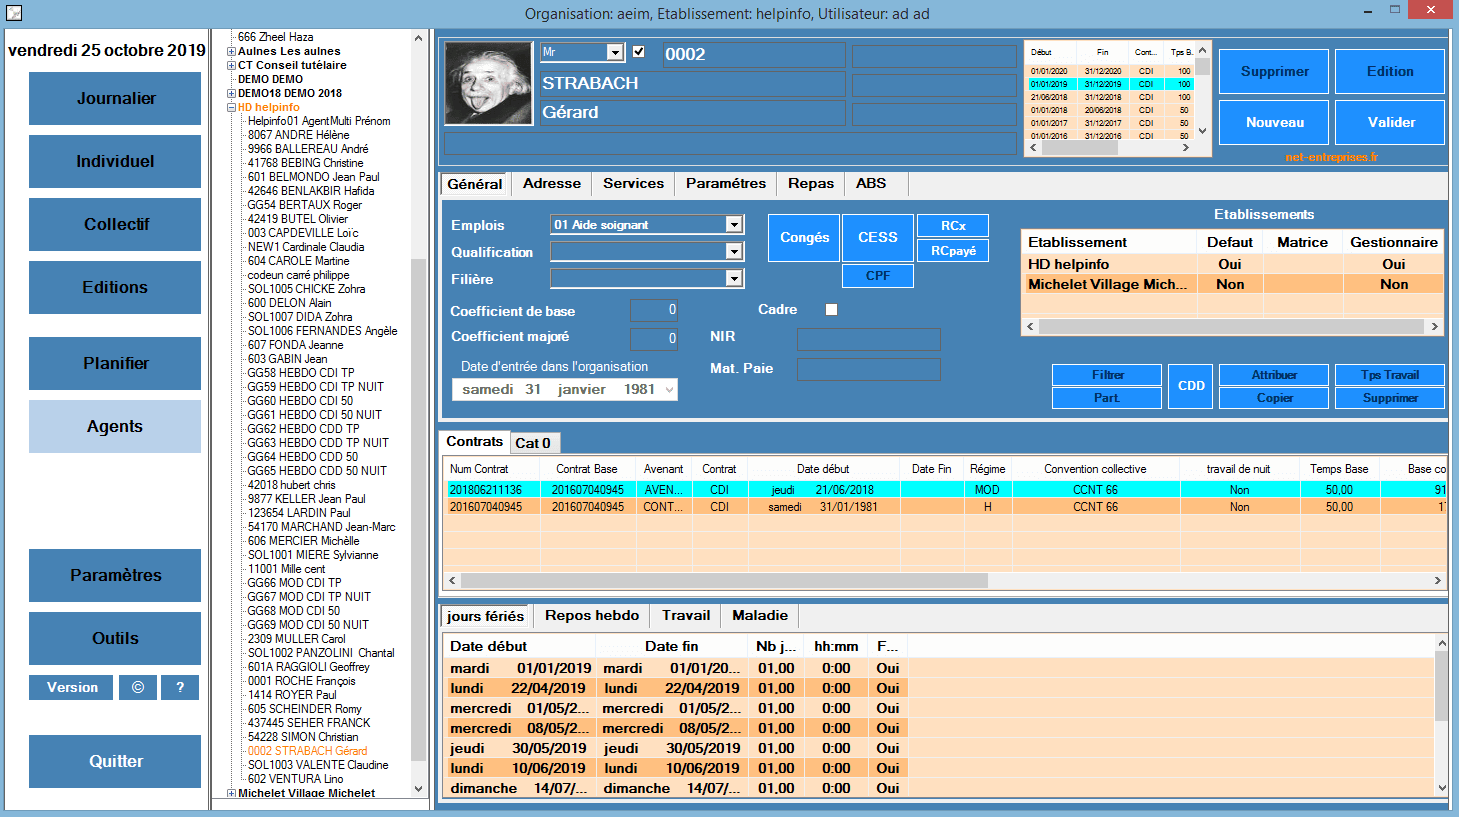 Organisation: aeim, Etablissement: helpinfo, Utilisateur: ad ad
vendredi 25 octobre 2019
Journalier
Individuel
Collectif
Editions
Planifier
Agents
Paramètres
Outils
Version © ?
Quitter
666 Zheel Haza
Aulnes Les aulnes
CT Conseil tutélaire
DEMO DEMO
DEMO18 DEMO 2018
HD helpinfo
Helpinfo01 AgentMulti Prénom
8067 ANDRE Hélène
9966 BALLEREAU André
41768 BEBING Christine
601 BELMONDO Jean Paul
42646 BENLAKBIR Hafida
GG54 BERTAUX Roger
42419 BUTEL Olivier
003 CAPDEVILLE Loïc
NEW1 Cardinale Claudia
604 CAROLE Martine
codeun carré philippe
SOL1005 CHICKE Zohra
600 DELON Alain
SOL1007 DIDA Zohra
SOL1006 FERNANDES Angèle
607 FONDA Jeanne
603 GABIN Jean
GG58 HEBDO CDI TP
GG59 HEBDO CDI TP NUIT
GG60 HEBDO CDI 50
GG61 HEBDO CDI 50 NUIT
GG62 HEBDO CDD TP
GG63 HEBDO CDD TP NUIT
GG64 HEBDO CDD 50
GG65 HEBDO CDD 50 NUIT
42018 hubert chris
9877 KELLER Jean Paul
123654 LARDIN Paul
54170 MARCHAND Jean-Marc
606 MERCIER Michèlle
SOL1001 MIERE Sylvianne
11001 Mille cent
GG66 MOD CDI TP
GG67 MOD CDI TP NUIT
GG68 MOD CDI 50
GG69 MOD CDI 50 NUIT
2309 MULLER Carol
SOL1002 PANZOLINI Chantal
601A RAGGIOLI Geoffrey
0001 ROCHE François
1414 ROYER Paul
605 SCHEINDER Romy
437445 SEHER FRANCK
54228 SIMON Christian
0002 STRABACH Gérard
SOL1003 VALENTE Claudine
602 VENTURA Lino
Michelet Village Michelet
Mr 0002
STRABACH
Gérard
Début Fin Cont... Tps B.
01/01/2020 31/12/2020 CDI 100
01/01/2019 31/12/2019 CDI 100
21/06/2018 31/12/2018 CDI 100
01/01/2018 20/06/2018 CDI 50
01/01/2017 31/12/2017 CDI 50
01/01/2016 31/12/2016 CDI 50
Supprimer Edition
Nouveau Valider
net-entreprises.fr
Général Adresse Services Paramétres Repas ABS
Emplois 01 Aide soignant
Qualification
Filière
Congés CESS RCx
RCpayé
CPF
Coefficient de base 0 Cadre
Coefficient majoré 0 NIR
Date d'entrée dans l'organisation Mat. Paie
samedi 31 janvier 1981
Etablissements
Etablissement Defaut Matrice Gestionnaire
HD helpinfo Oui Oui
Michelet Village Mich... Non Non
Filtrer CDD Attribuer Tps Travail
Part. Copier Supprimer
Contrats Cat 0
Num Contrat Contrat Base Avenant Contrat Date début Date Fin Régime Convention collective travail de nuit Temps Base Base co
201806211136 201607040945 AVEN... CDI jeudi 21/06/2018 MOD CCNT 66 Non 50,00 91
201607040945 201607040945 CONT... CDI samedi 31/01/1981 H CCNT 66 Non 50,00
jours fériés Repos hebdo Travail Maladie
Date début Date fin Nb j... hh:mm F...
mardi 01/01/2019 mardi 01/01/20... 01.00 0:00 Oui
lundi 22/04/2019 lundi 22/04/2019 01.00 0:00 Oui
mercredi 01/05/2... mercredi 01/05/2... 01.00 0:00 Oui
mercredi 08/05/2... mercredi 08/05/2... 01.00 0:00 Oui
jeudi 30/05/2019 jeudi 30/05/2019 01.00 0:00 Oui
lundi 10/06/2019 lundi 10/06/2019 01.00 0:00 Oui
dimanche 14/07/... dimanche 14/07/... 01.00 0:00 Oui